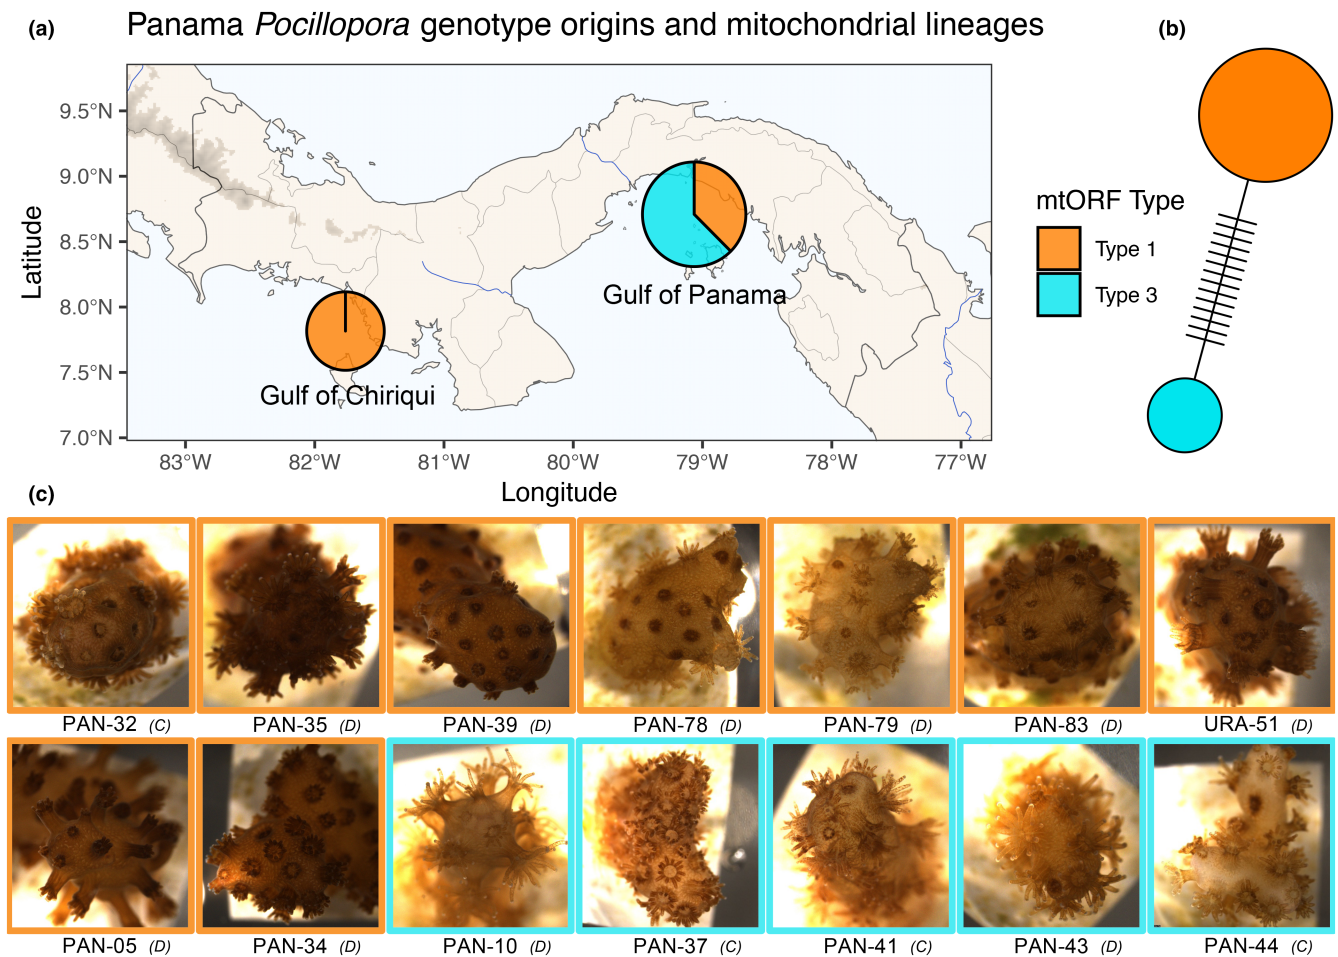 (a) Panama Pocillopora genotype origins and mitochondrial lineages (b)
9.5°N
9.0°N
8.5°N
8.0°N
7.5°N
7.0°N
Latitude
Gulf of Panama
Gulf of Chiriqui
83°W 82°W 81°W 80°W 79°W 78°W 77°W
Longitude
mtORF Type
Type 1
Type 3
(c)
PAN-32 (C) PAN-35 (D) PAN-39 (D) PAN-78 (D) PAN-79 (D) PAN-83 (D) URA-51 (D)
PAN-05 (D) PAN-34 (D) PAN-10 (D) PAN-37 (C) PAN-41 (C) PAN-43 (D) PAN-44 (C)